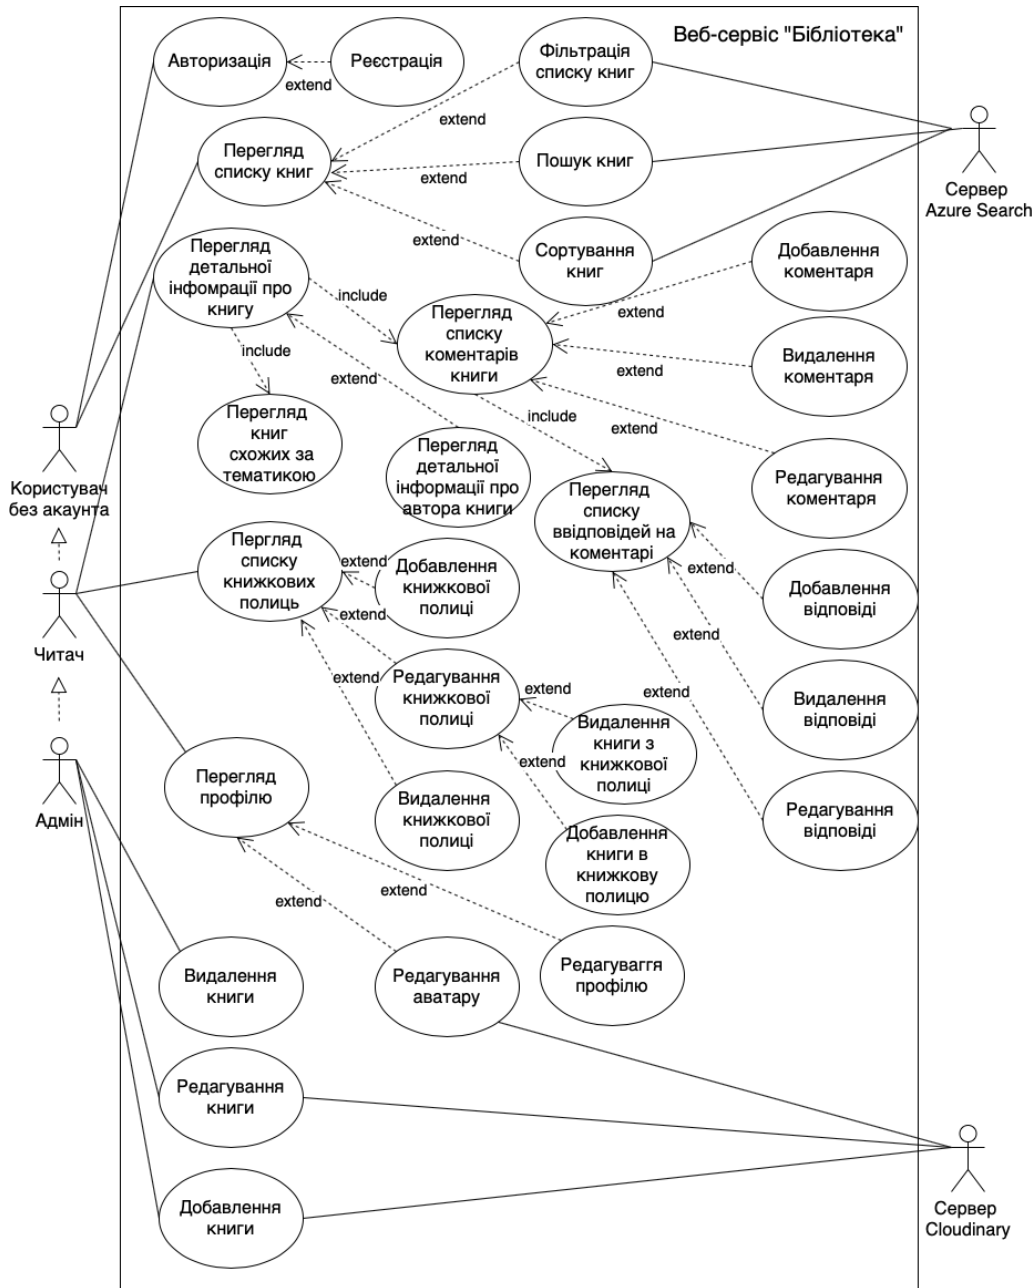 Веб-сервіс "Бібліотека"
Авторизація
extend
Реєстрація
Фільтрація
списку книг
extend
Перегляд
списку книг
extend
Пошук книг
extend
Сортування
книг
Сервер
Azure Search
Перегляд
детальної
інфомрації про
книгу
include
include
extend
Перегляд
списку
коментарів
книги
Добавлення
коментаря
extend
Видалення
коментаря
extend
Редагування
коментаря
extend
include
Перегляд
книг
схожих за
тематикою
Перегляд
детальної
інформації про
автора книги
Перегляд
списку
ввідповідей на
коментарі
Користувач
без акаунта
Пергляд
списку
книжкових
полиць
extend
Добавлення
книжкової
полиці
extend
extend
Добавлення
відповіді
extend
Читач
extend
Редагування
книжкової
полиці
extend
Видалення
книги з
книжкової
полиці
extend
extend
Видалення
відповіді
Адмін
Перегляд
профілю
Видалення
книжкової
полиці
Добавлення
книги в
книжкову
полицю
Редагування
відповіді
extend
extend
Видалення
книги
Редагування
аватару
Редагуваггя
профілю
Редагування
книги
Добавлення
книги
Сервер
Cloudinary